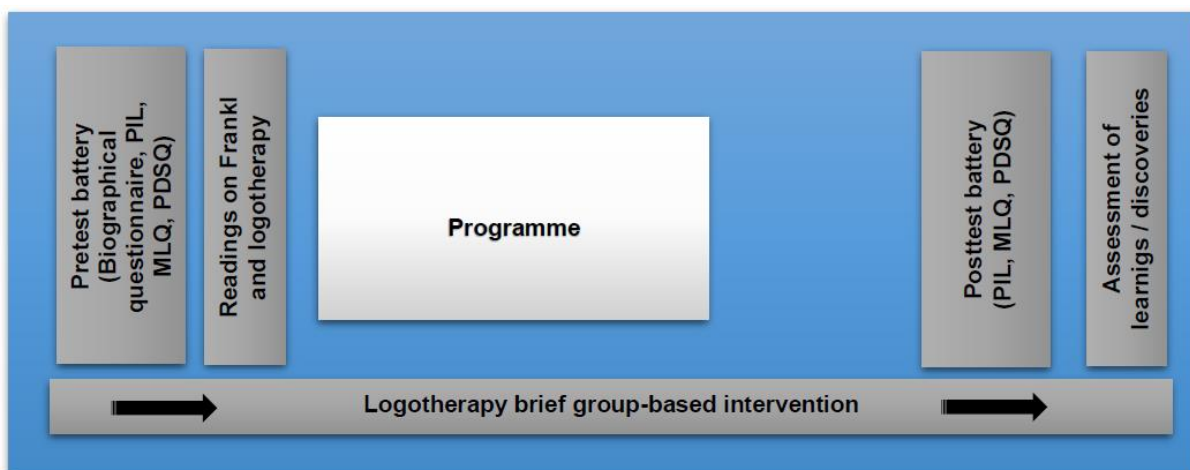 Pretest battery
(Biographical
questionnaire, PIL,
MLQ, PDSQ)
Readings on Frankl
and logotherapy
Programme
Posttest battery
(PIL, MLQ, PDSQ)
Assessment of
learnigs / discoveries
Logotherapy brief group-based intervention